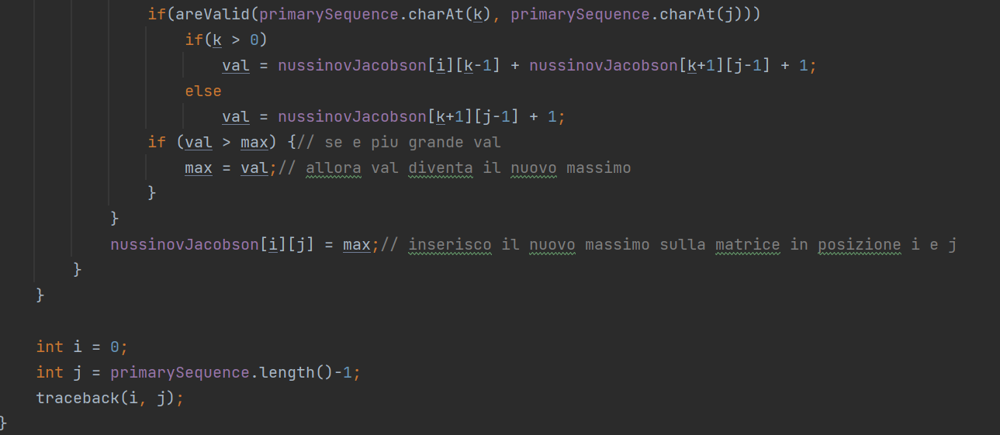 if(areValid(primarySequence.charAt(k), primarySequence.charAt(j)))
if(k > 0)
val = nussinovJacobson[i][k-1] + nussinovJacobson[k+1][j-1] + 1;
else
val = nussinovJacobson[k+1][j-1] + 1;
if (val > max) {// se e piu grande val
max = val;// allora val diventa il nuovo massimo
}
}
nussinovJacobson[i][j] = max;// inserisco il nuovo massimo sulla matrice in posizione i e j
}
}
int i = 0;
int j = primarySequence.length()-1;
traceback(i, j);
}